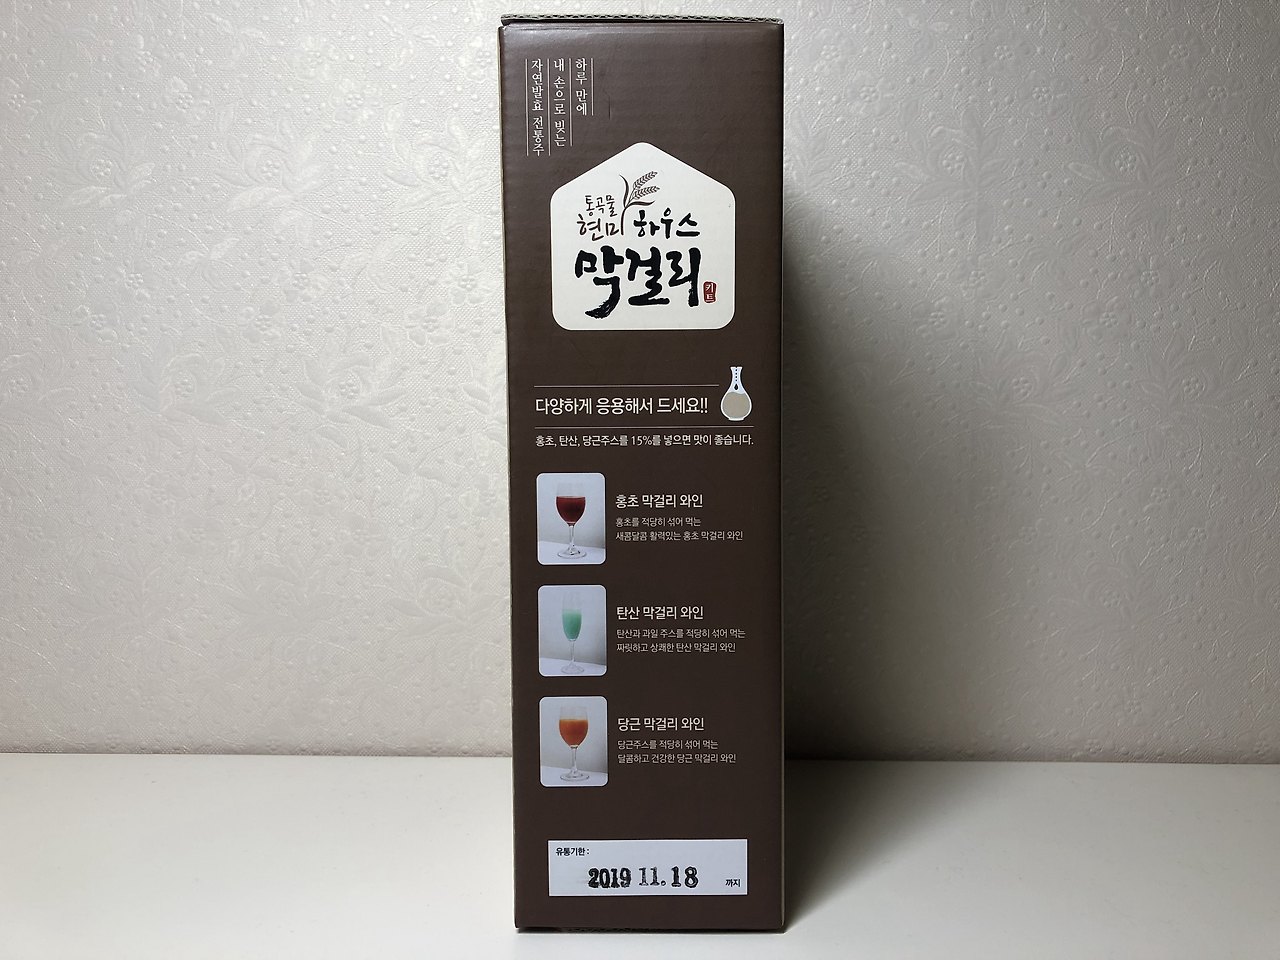 하루 만에
내 손으로 빚는
자연발효 전통주
통곡물
현미 하우스
막걸리
키트
다양하게 응용해서 드세요!!
홍초, 탄산, 당근주스를 15%를 넣으면 맛이 좋습니다.
홍초 막걸리 와인
홍초를 적당히 섞어 먹는
새콤달콤 활력있는 홍초 막걸리 와인
탄산 막걸리 와인
탄산과 과일 주스를 적당히 섞어 먹는
짜릿하고 상쾌한 탄산 막걸리 와인
당근 막걸리 와인
당근주스를 적당히 섞어 먹는
달콤하고 건강한 당근 막걸리 와인
유통기한 :
2019 11. 18 까지